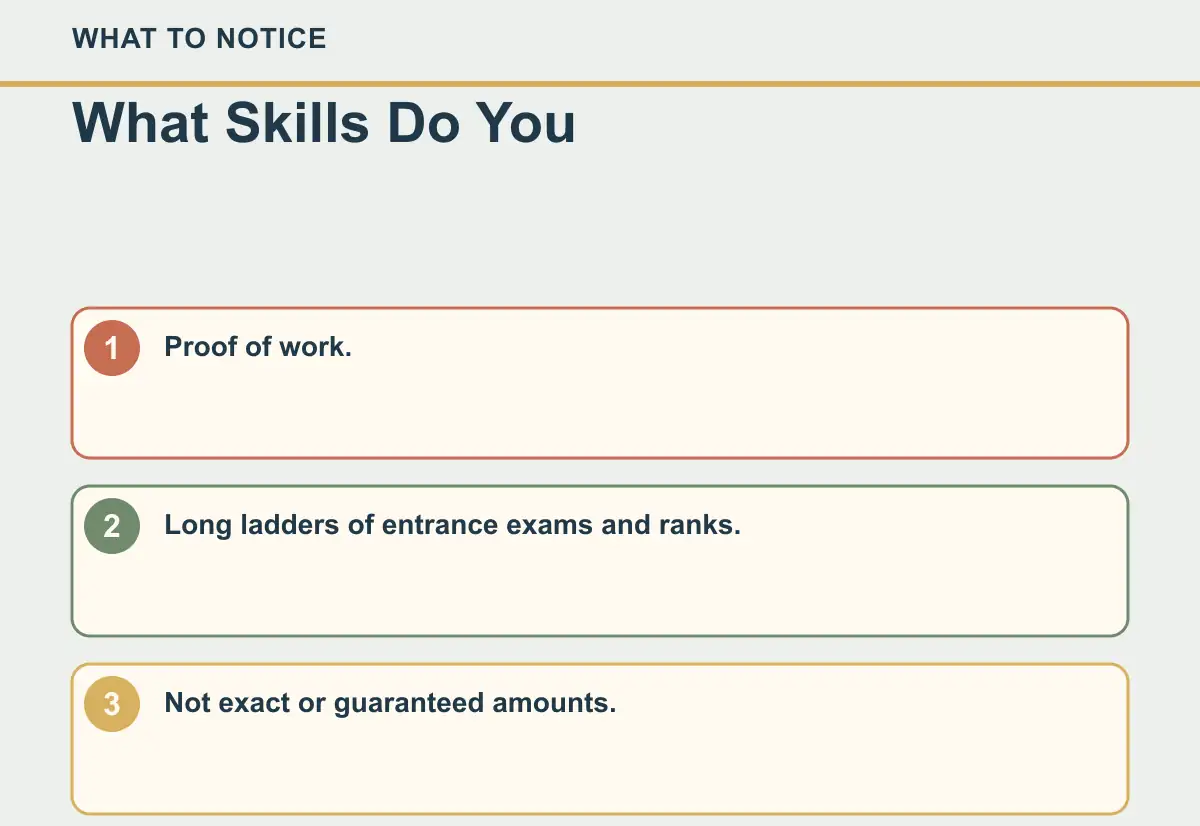 WHAT TO NOTICE
What Skills Do You
1 Proof of work.
2 Long ladders of entrance exams and ranks.
3 Not exact or guaranteed amounts.